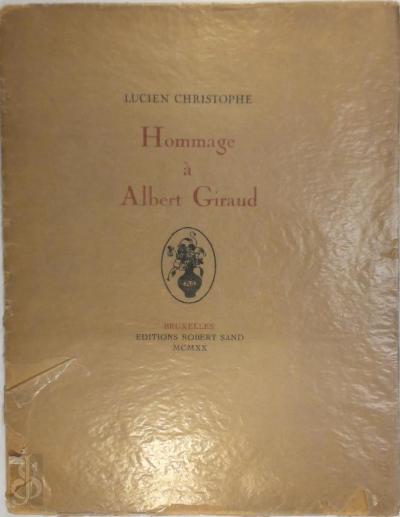 LUCIEN CHRISTOPHE
Hommage
à
Albert Giraud
BRUXELLES
EDITIONS ROBERT SAND
MCMXX